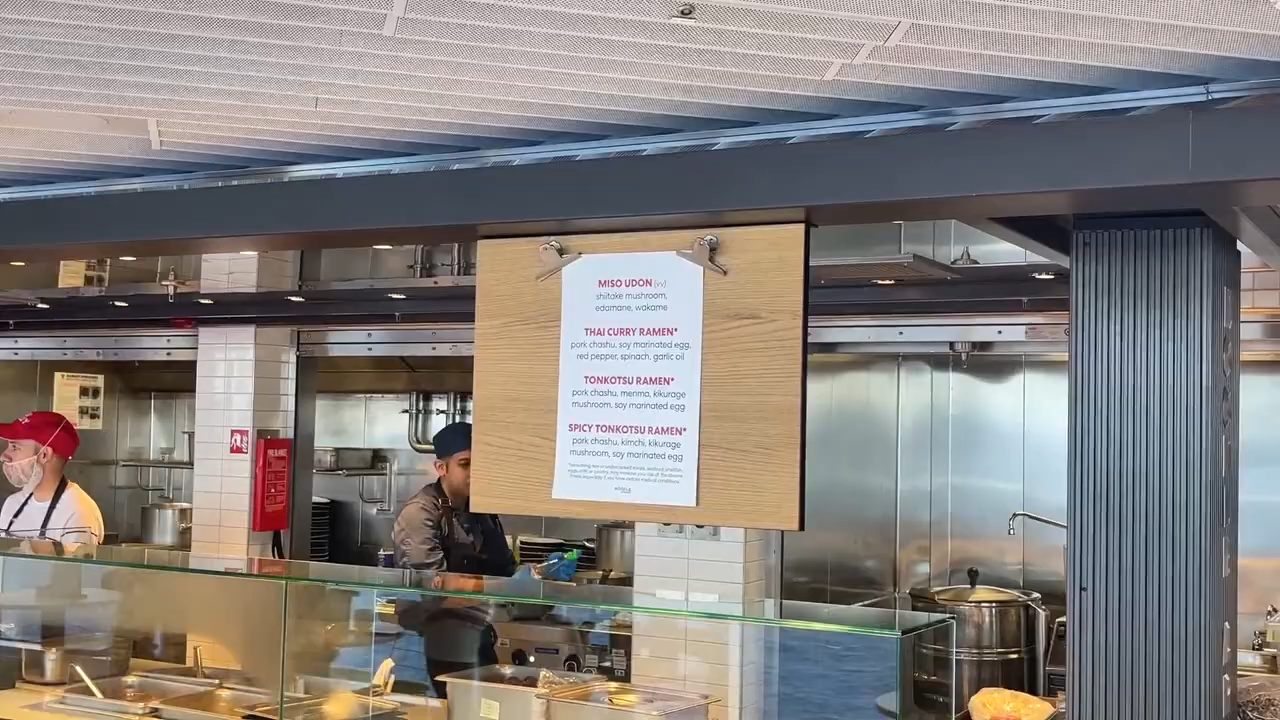 MISO UDON (vv)
shiitake mushroom,
edamame, wakame
THAI CURRY RAMEN*
pork chashu, soy marinated egg,
red pepper, spinach, garlic oil
TONKOTSU RAMEN*
pork chashu, menma, kikurage
mushroom, soy marinated egg
SPICY TONKOTSU RAMEN*
pork chashu, kimchi, kikurage
mushroom, soy marinated egg